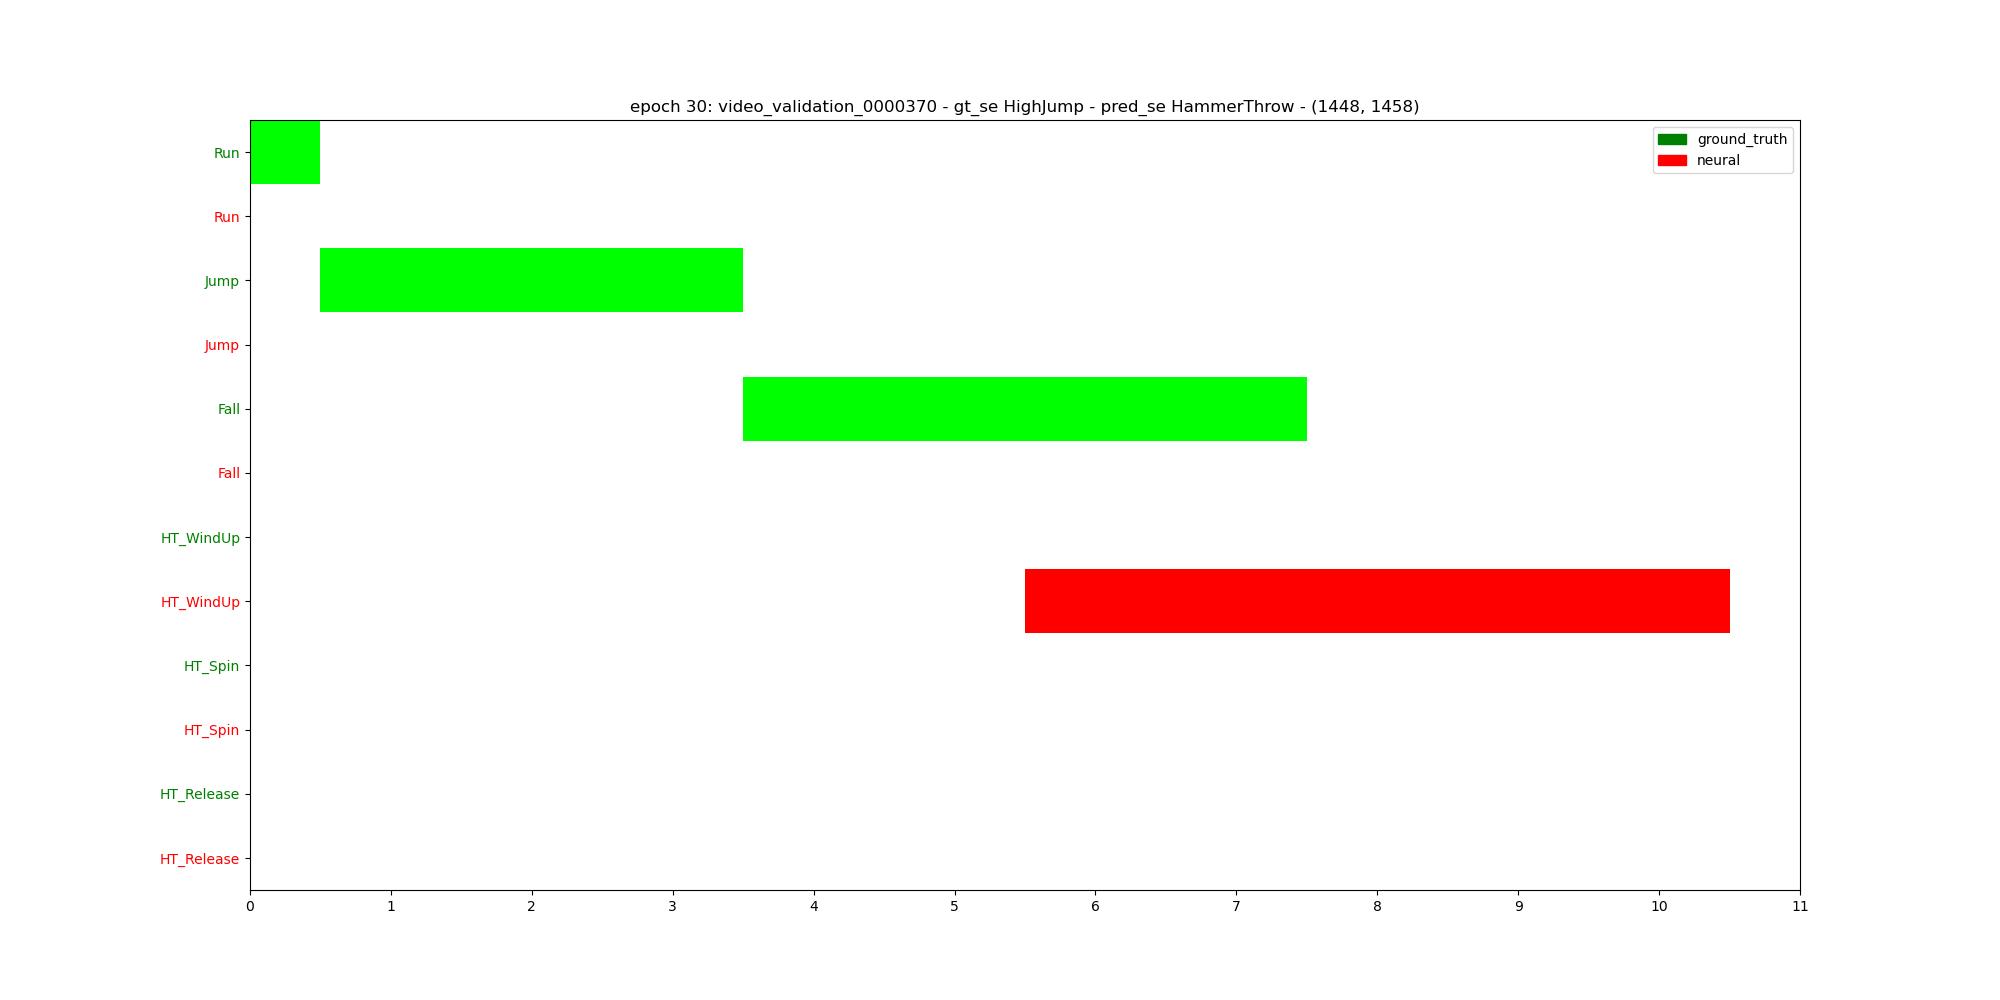 epoch 30: video_validation_0000370 - gt_se HighJump - pred_se HammerThrow - (1448, 1458)
ground_truth
neural
Run
Run
Jump
Jump
Fall
Fall
HT_WindUp
HT_WindUp
HT_Spin
HT_Spin
HT_Release
HT_Release
0 1 2 3 4 5 6 7 8 9 10 11